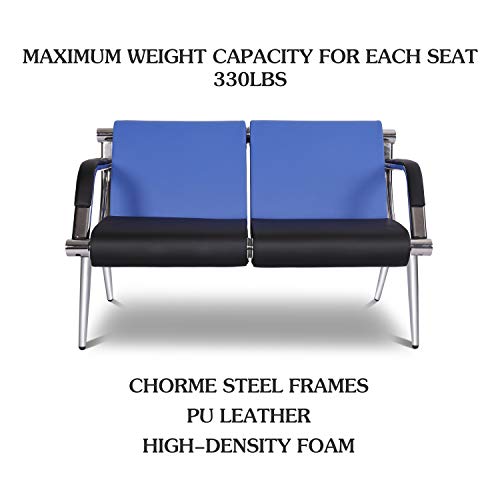 MAXIMUM WEIGHT CAPACITY FOR EACH SEAT
330LBS
CHORME STEEL FRAMES
PU LEATHER
HIGH-DENSITY FOAM